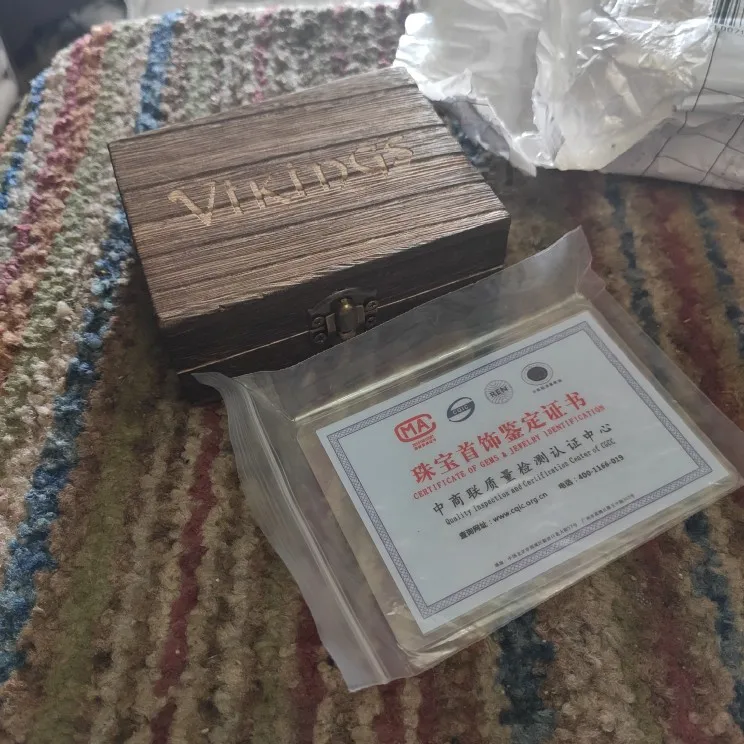 VIKINGS
MA
珠宝首饰鉴定证书
CERTIFICATE OF GEMS & JEWELRY IDENTIFICATION
中商联质量检测认证中心
Quality Inspection and Certification Center of CGCC
查询网址：www.cqic.org.cn 电话：400-1166-019